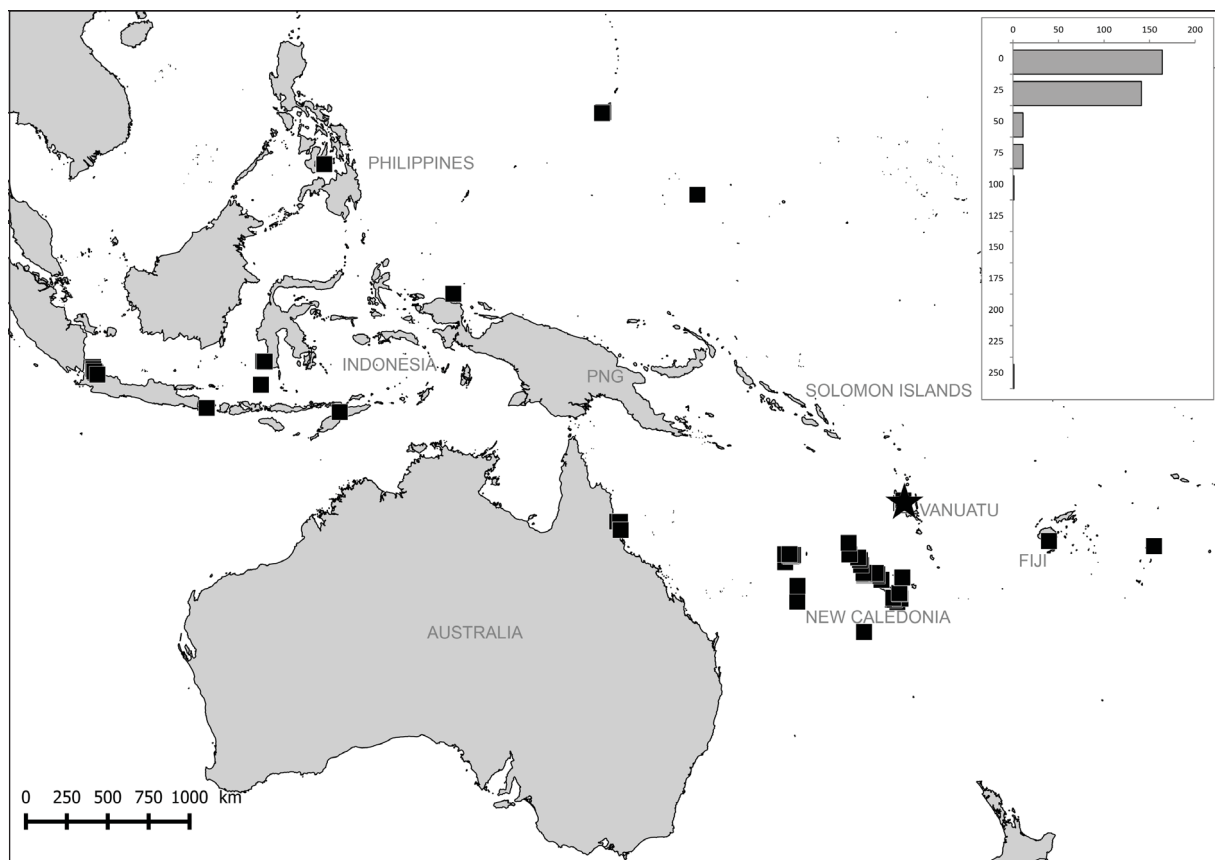 0 50 100 150 200
0
25
50
75
100
125
150
175
225
250
PHILIPPINES
INDONESIA
PNG
SOLOMON ISLANDS
VANUATU
FIJI
NEW CALEDONIA
AUSTRALIA
0 250 500 750 1000 km